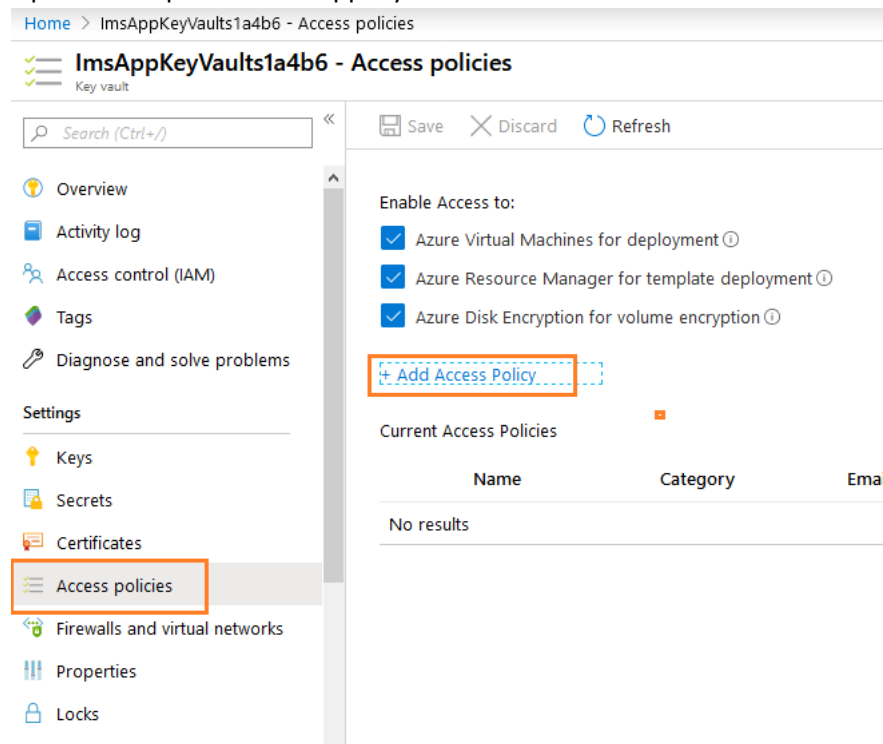 Home > ImsAppKeyVaults1a4b6 - Access policies
ImsAppKeyVaults1a4b6 - Access policies
Key vault
Search (Ctrl+/)
«
Overview
Activity log
Access control (IAM)
Tags
Diagnose and solve problems
Settings
Keys
Secrets
Certificates
Access policies
Firewalls and virtual networks
Properties
Locks
Save Discard Refresh
Enable Access to:
Azure Virtual Machines for deployment
Azure Resource Manager for template deployment
Azure Disk Encryption for volume encryption
+ Add Access Policy
Current Access Policies
Name Category Emai
No results